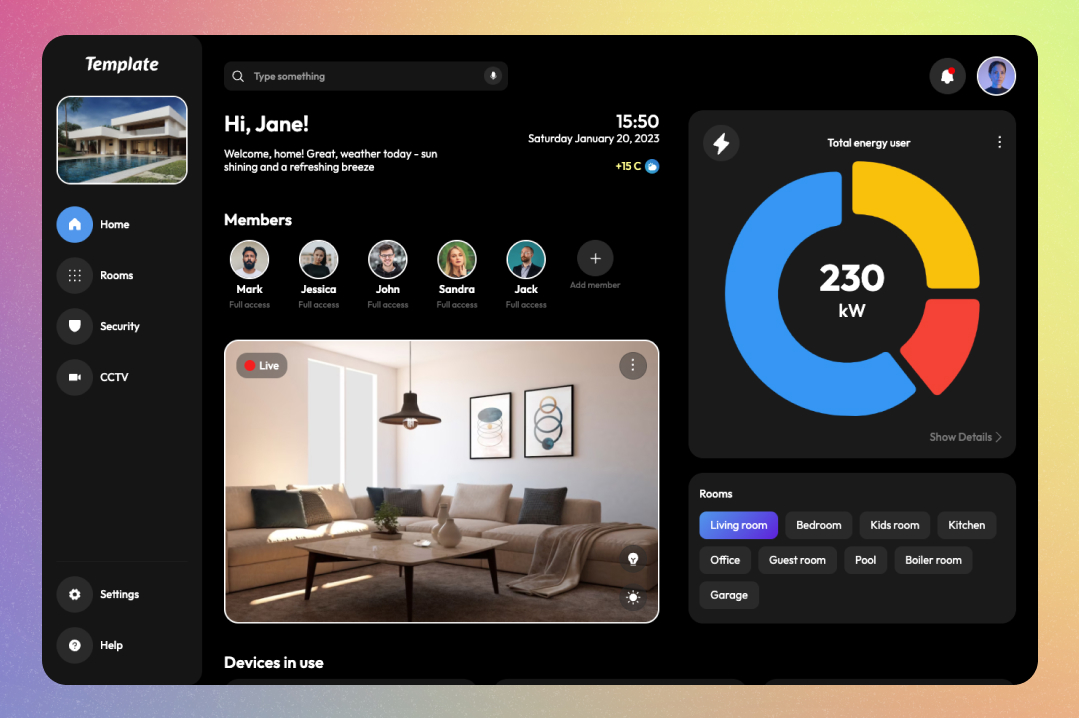 Template
Home
Rooms
Security
CCTV
Settings
Help
Type something
Hi, Jane!
Welcome, home! Great, weather today - sun
shining and a refreshing breeze
15:50
Saturday January 20, 2023
+15 C
Members
Mark
Full access
Jessica
Full access
John
Full access
Sandra
Full access
Jack
Full access
Add member
Live
Devices in use
Total energy user
230
kW
Show Details
Rooms
Living room
Bedroom
Kids room
Kitchen
Office
Guest room
Pool
Boiler room
Garage